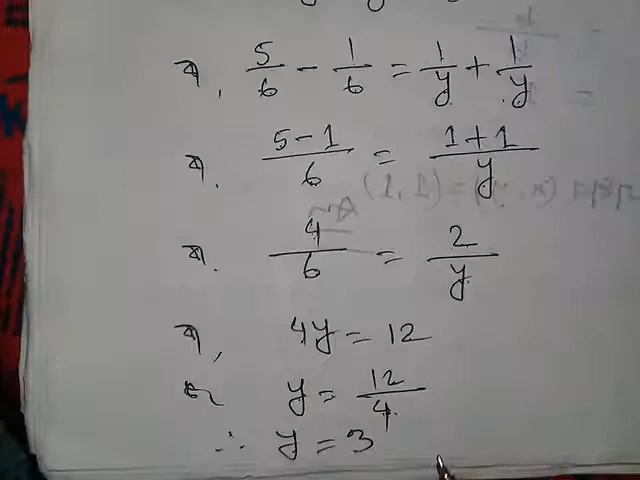 বা, 5/6 - 1/6 = 1/y + 1/y
বা, (5-1)/6 = (1+1)/y
বা, 4/6 = 2/y
বা, 4y = 12
বা y = 12/4
∴ y = 3